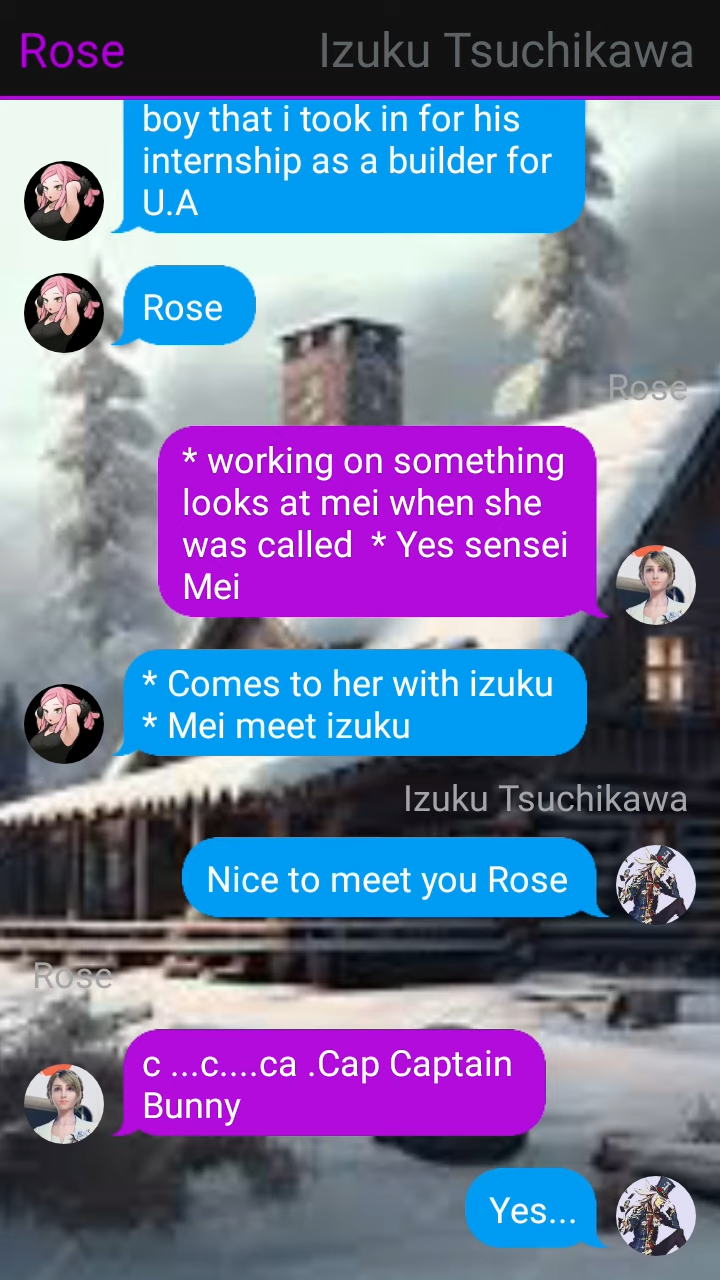 Rose
Izuku Tsuchikawa
boy that i took in for his
internship as a builder for
U.A
Rose
Rose
* working on something
looks at mei when she
was called  * Yes sensei
Mei
* Comes to her with izuku
* Mei meet izuku
Izuku Tsuchikawa
Nice to meet you Rose
Rose
c ...c....ca .Cap Captain
Bunny
Yes...